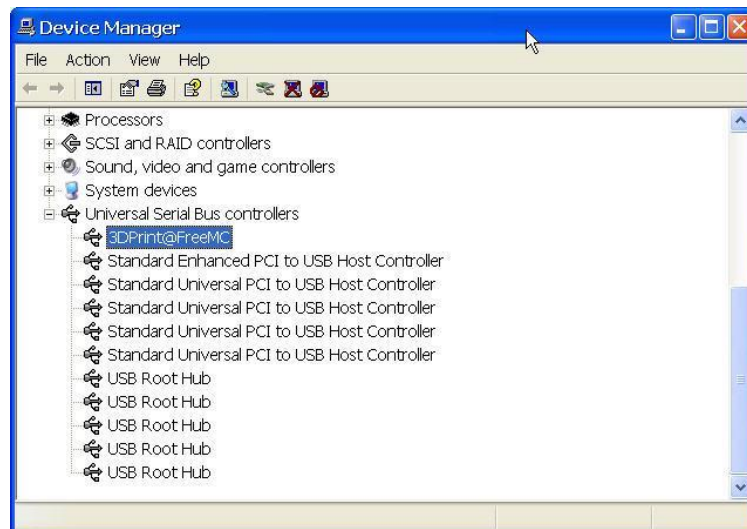 Device Manager
File Action View Help
Processors
SCSI and RAID controllers
Sound, video and game controllers
System devices
Universal Serial Bus controllers
3DPrint@FreeMC
Standard Enhanced PCI to USB Host Controller
Standard Universal PCI to USB Host Controller
Standard Universal PCI to USB Host Controller
Standard Universal PCI to USB Host Controller
Standard Universal PCI to USB Host Controller
USB Root Hub
USB Root Hub
USB Root Hub
USB Root Hub
USB Root Hub